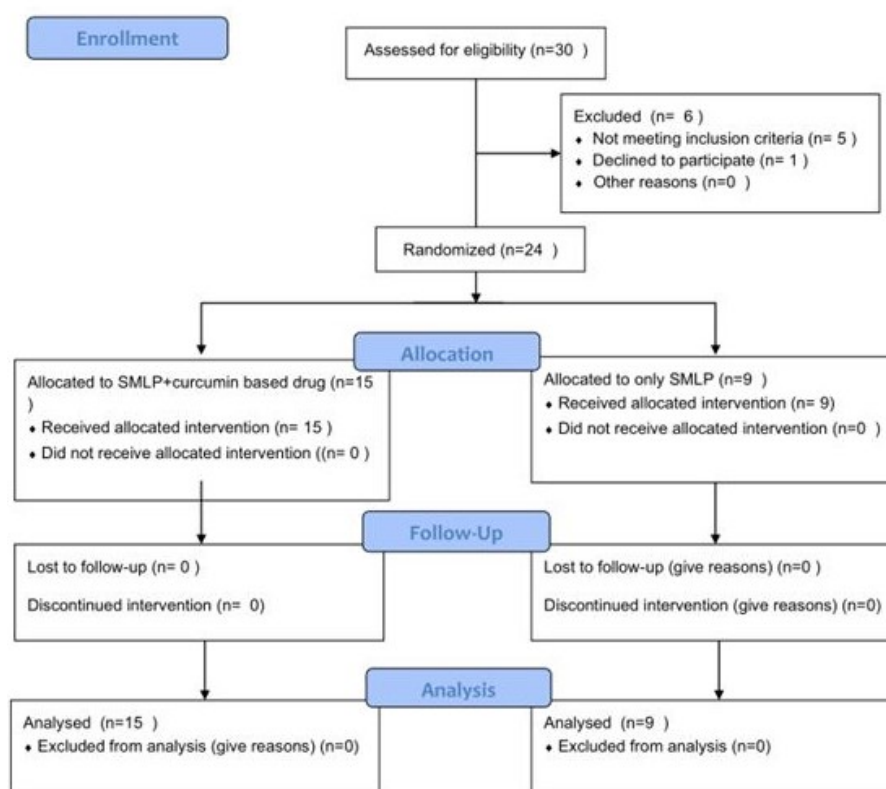 Enrollment
Assessed for eligibility (n=30 )
Excluded (n= 6 )
♦ Not meeting inclusion criteria (n= 5 )
♦ Declined to participate (n= 1 )
♦ Other reasons (n=0 )
Randomized (n=24 )
Allocation
Allocated to SMLP+curcumin based drug (n=15
)
♦ Received allocated intervention (n= 15 )
♦ Did not receive allocated intervention ((n= 0 )
Allocated to only SMLP (n=9 )
♦ Received allocated intervention (n= 9)
♦ Did not receive allocated intervention (n=0 )
Follow-Up
Lost to follow-up (n= 0 )
Discontinued intervention (n= 0)
Lost to follow-up (give reasons) (n=0 )
Discontinued intervention (give reasons) (n=0)
Analysis
Analysed (n=15 )
♦ Excluded from analysis (give reasons) (n=0)
Analysed (n=9 )
♦ Excluded from analysis (n=0)